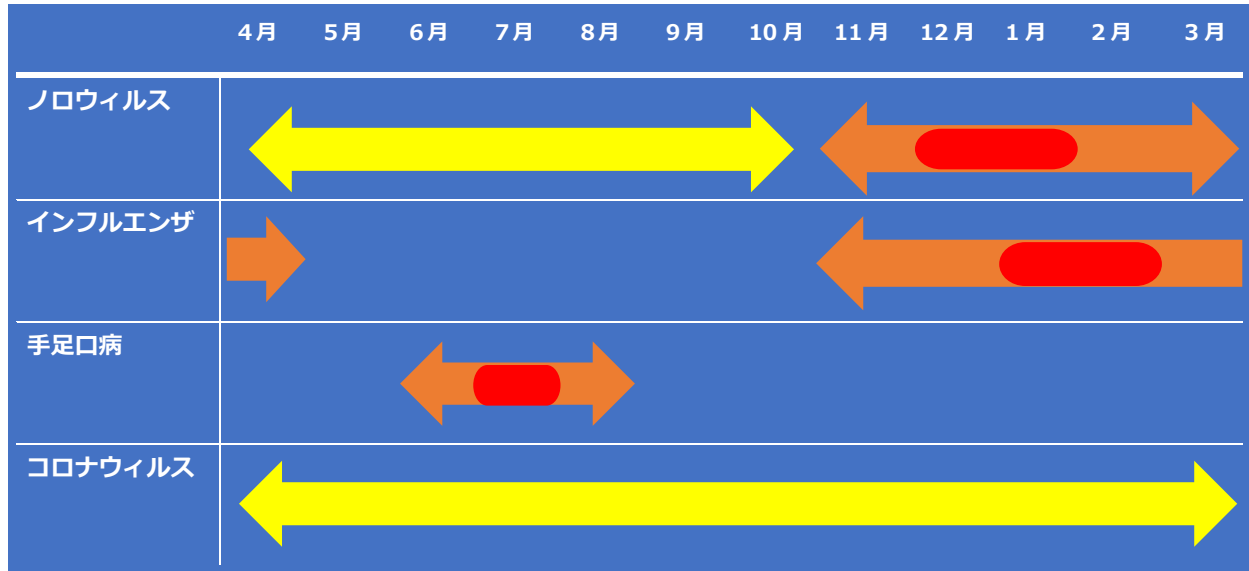 4月 5月 6月 7月 8月 9月 10月 11月 12月 1月 2月 3月
ノロウィルス
インフルエンザ
手足口病
コロナウィルス